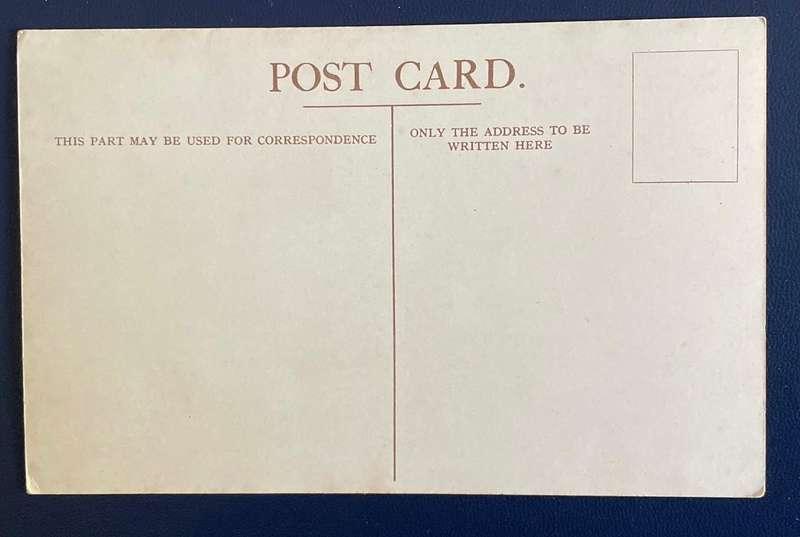 POST CARD.
THIS PART MAY BE USED FOR CORRESPONDENCE
ONLY THE ADDRESS TO BE
WRITTEN HERE